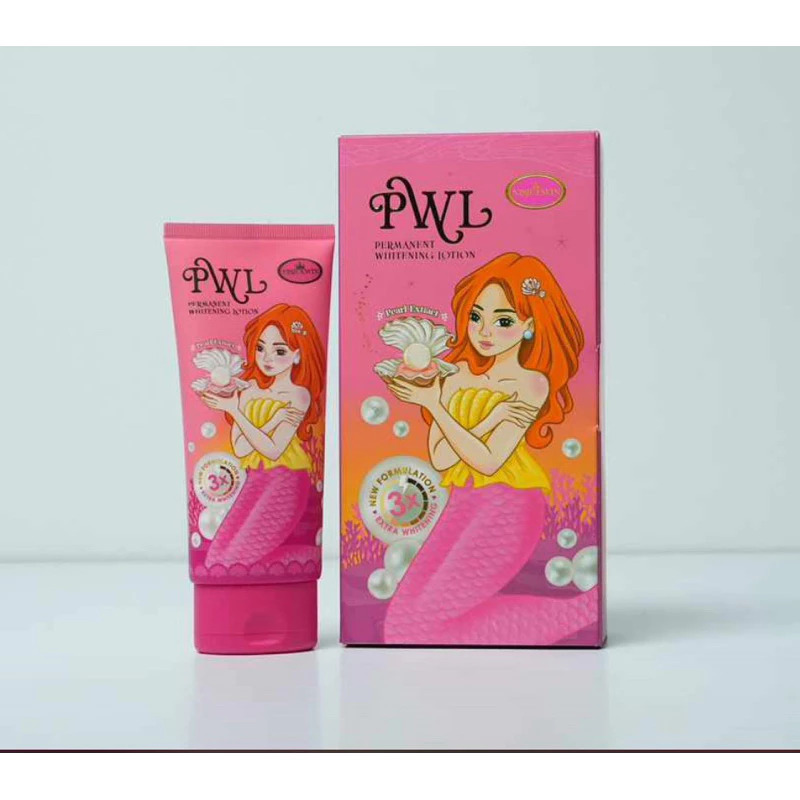 PWL
PERMANENT
WHITENING LOTION
Pearl Extract
NEW FORMULATION
3x
EXTRA WHITENING
PWL
PERMANENT
WHITENING LOTION
Pearl Extract
NEW FORMULATION
3x
EXTRA WHITENING